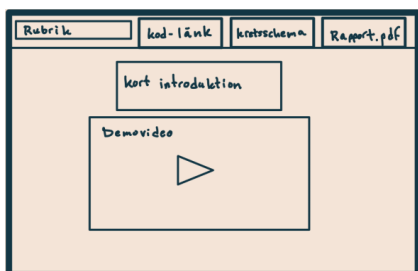 Rubrik
kod-länk
kretsschema
Rapport.pdf
kort introduktion
Demovideo